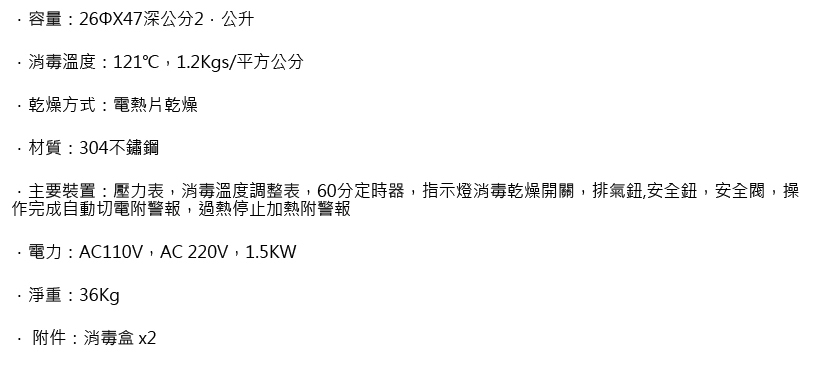 ．容量：26ΦX47深公分2．公升
．消毒溫度：121℃，1.2Kgs/平方公分
．乾燥方式：電熱片乾燥
．材質：304不鏽鋼
．主要裝置：壓力表，消毒溫度調整表，60分定時器，指示燈消毒乾燥開關，排氣鈕,安全鈕，安全閥，操
作完成自動切電附警報，過熱停止加熱附警報
．電力：AC110V，AC 220V，1.5KW
．淨重：36Kg
． 附件：消毒盒 x2